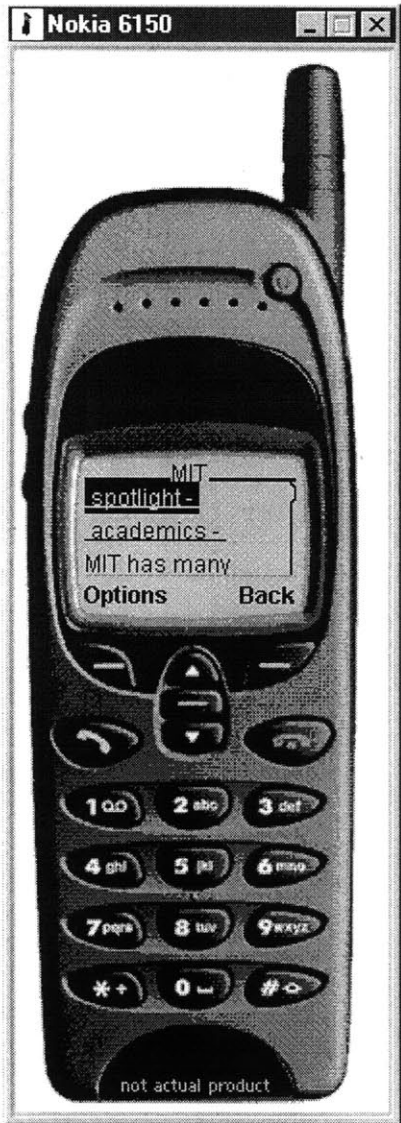 Nokia 6150
MIT
spotlight -
academics -
MIT has many
Options Back
1 2 abc 3 def
4 ghi 5 jkl 6 mno
7 pqrs 8 tuv 9 wxyz
* + 0 #
not actual product